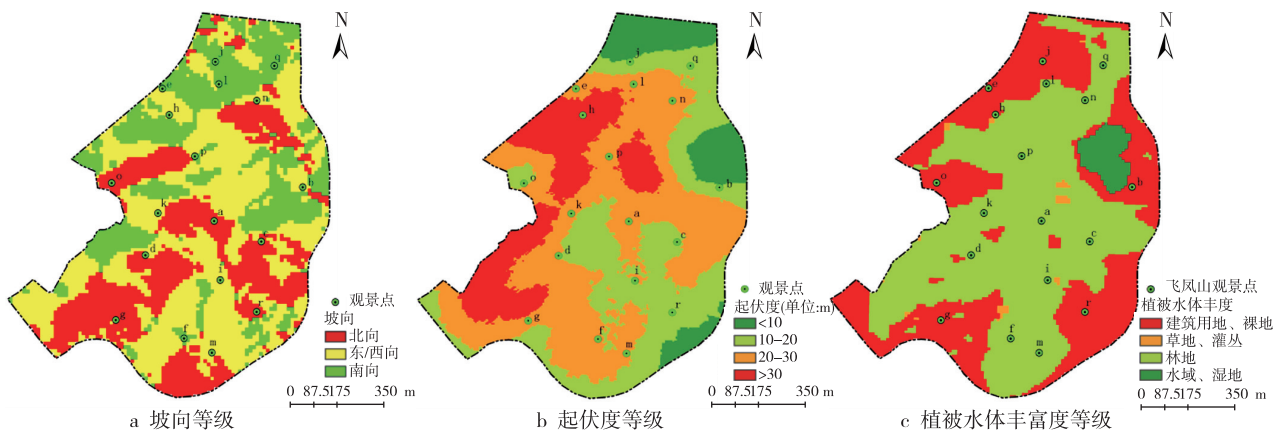 N
j
q
l
e
n
h
p
o
b
k
a
d
i
g
r
f
m
观景点
坡向
北向
东/西向
南向
0 87.5175 350 m
a 坡向等级
N
j
q
l
e
n
h
p
o
b
k
a
c
d
i
r
g
f
m
观景点
起伏度(单位:m)
<10
10–20
20–30
>30
0 87.5175 350 m
b 起伏度等级
N
j
q
l
e
n
h
p
o
b
k
a
c
d
i
r
g
f
m
飞凤山观景点
植被水体丰度
建筑用地、裸地
草地、灌丛
林地
水域、湿地
0 87.5175 350 m
c 植被水体丰富度等级